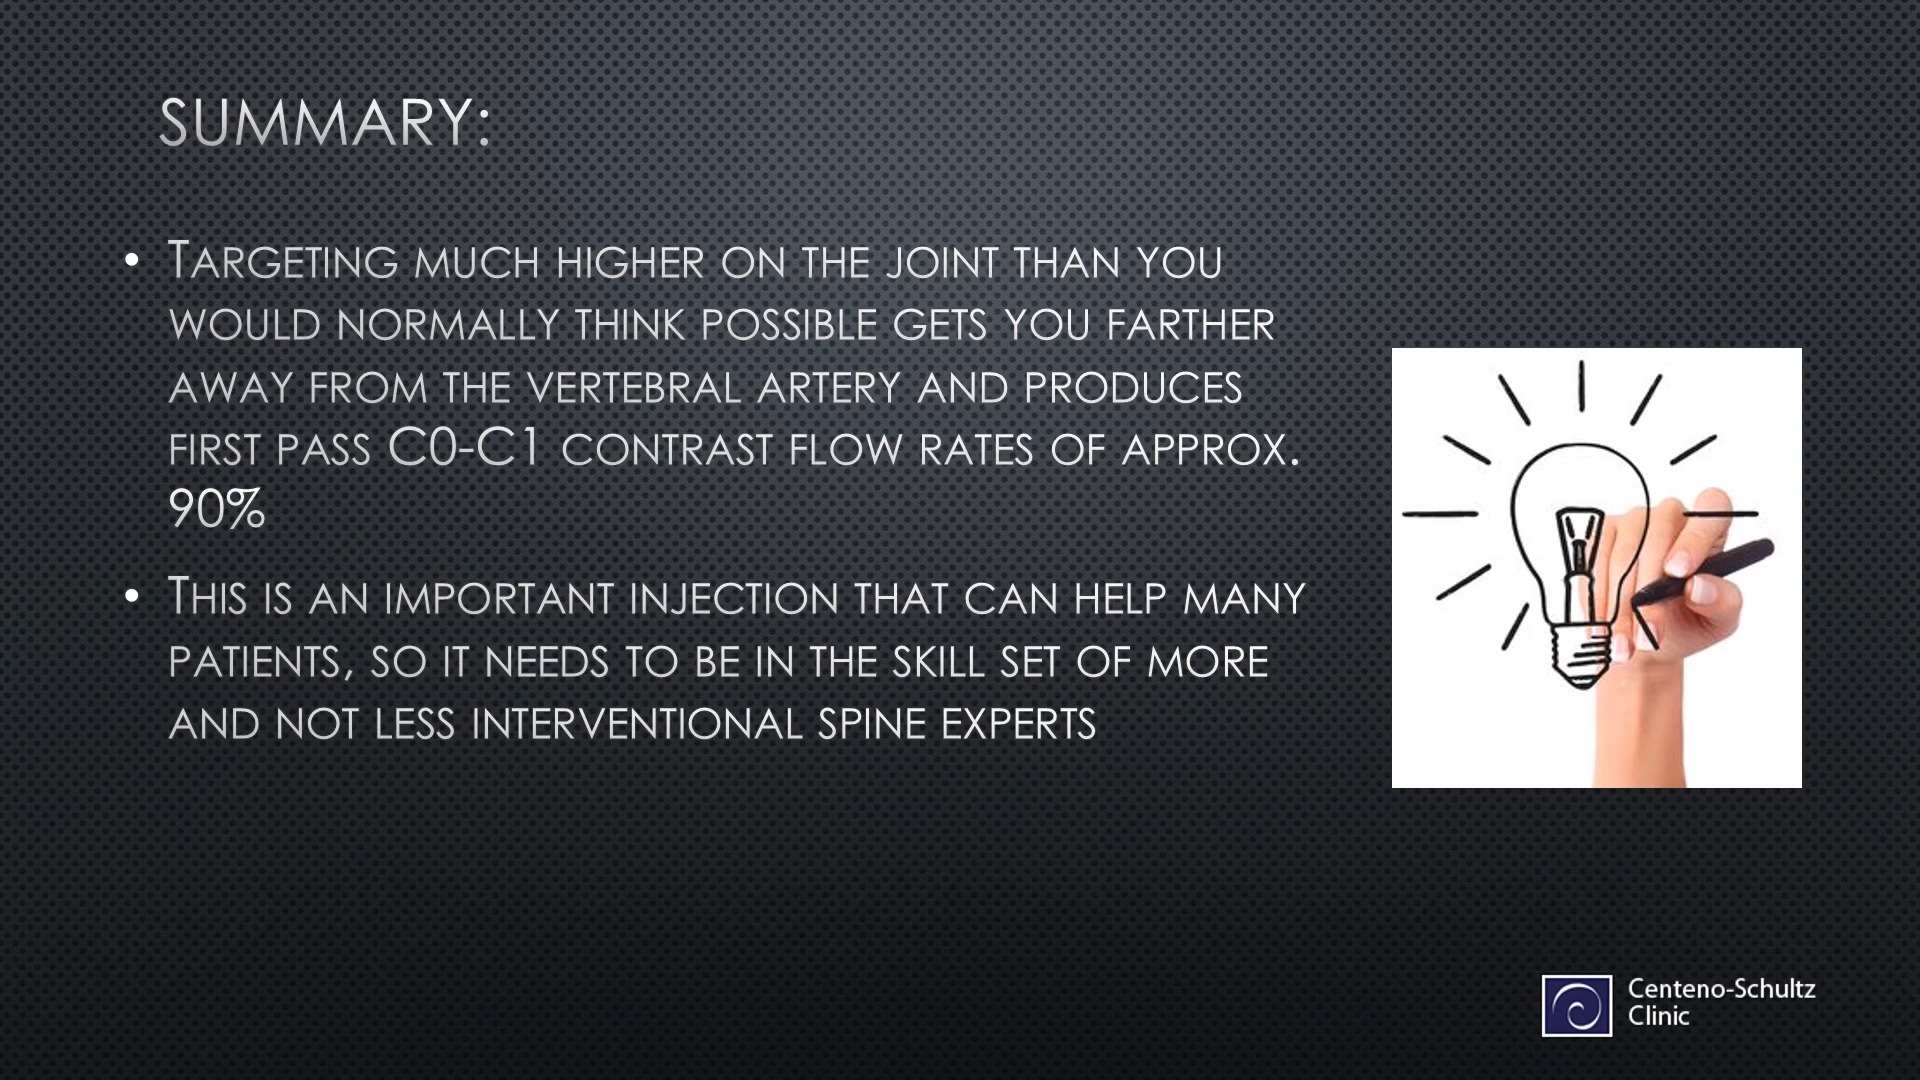 SUMMARY:
• TARGETING MUCH HIGHER ON THE JOINT THAN YOU
WOULD NORMALLY THINK POSSIBLE GETS YOU FARTHER
AWAY FROM THE VERTEBRAL ARTERY AND PRODUCES
FIRST PASS C0-C1 CONTRAST FLOW RATES OF APPROX.
90%
• THIS IS AN IMPORTANT INJECTION THAT CAN HELP MANY
PATIENTS, SO IT NEEDS TO BE IN THE SKILL SET OF MORE
AND NOT LESS INTERVENTIONAL SPINE EXPERTS
Centeno-Schultz
Clinic